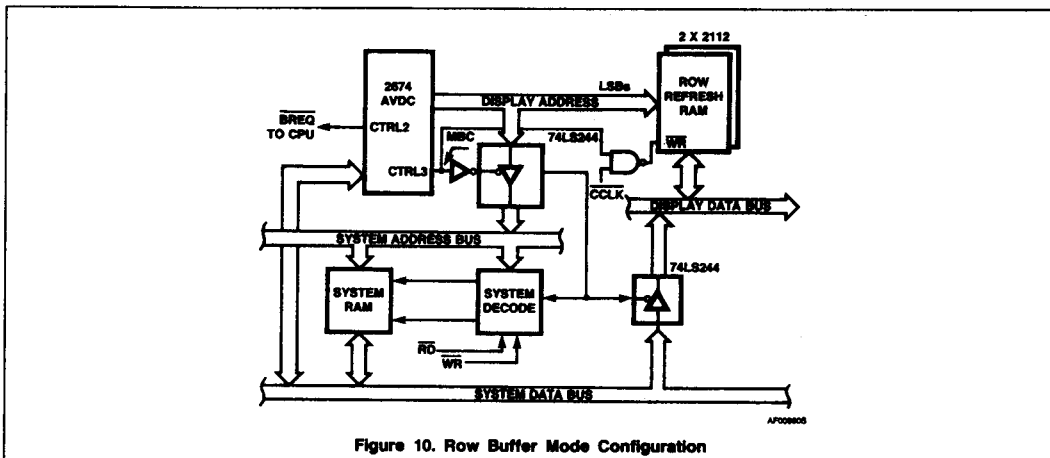 2 X 2112
2674
AVDC
LSBs
DISPLAY ADDRESS
ROW
REFRESH
RAM
BREQ
TO CPU
CTRL2
MBC
74LS244
WR
CTRL3
CCLK
DISPLAY DATA BUS
SYSTEM ADDRESS BUS
74LS244
SYSTEM
RAM
SYSTEM
DECODE
RD
WR
SYSTEM DATA BUS
Figure 10. Row Buffer Mode Configuration